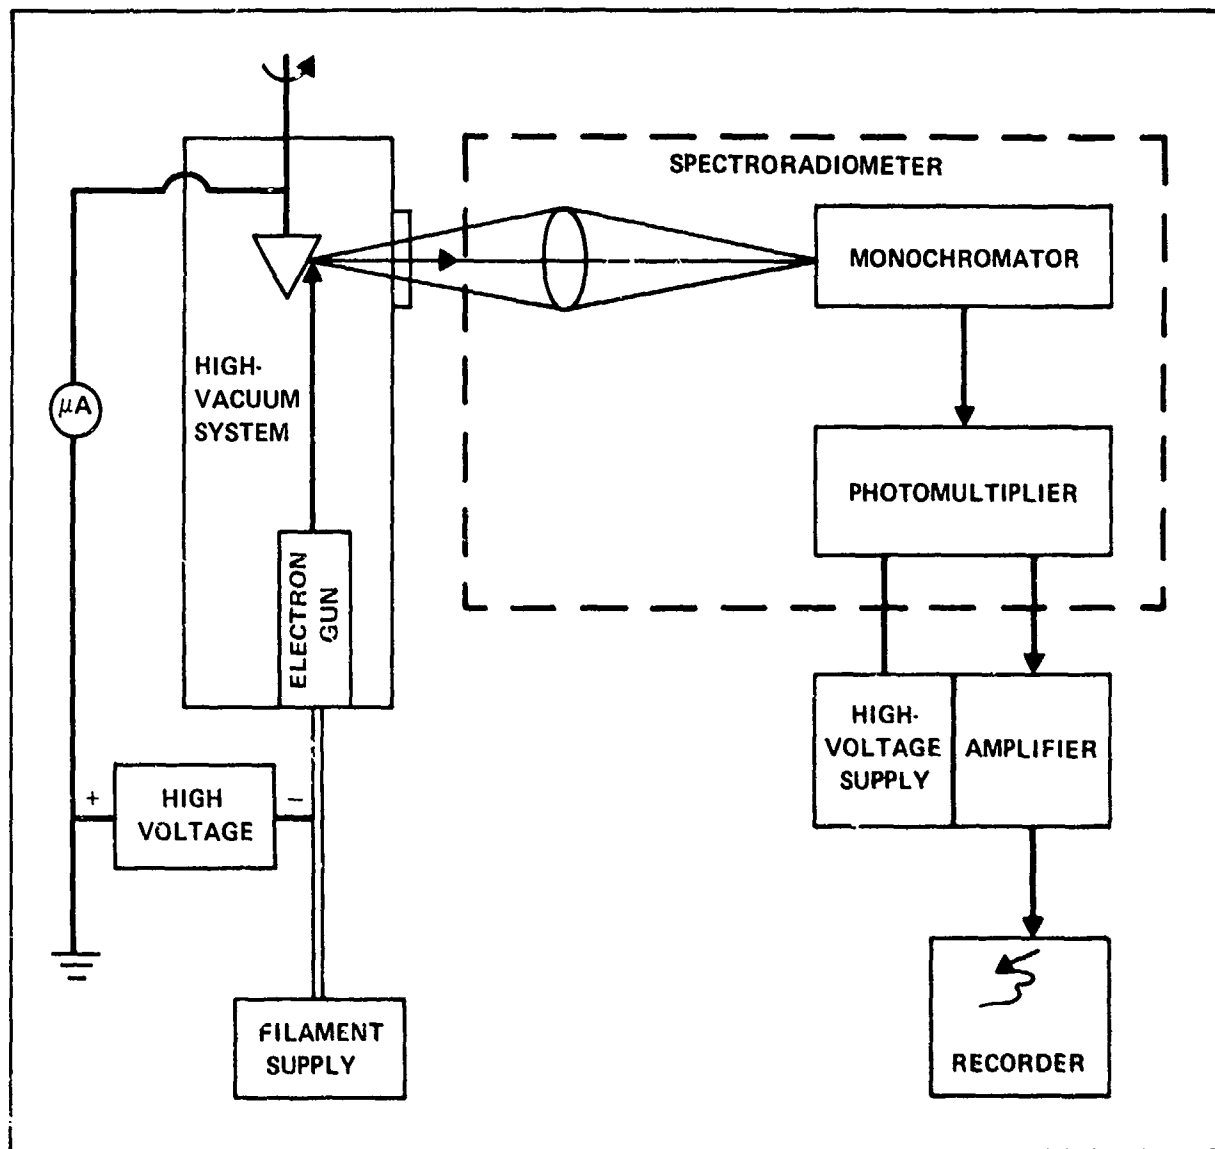 SPECTRORADIOMETER
MONOCHROMATOR
HIGH-
VACUUM
SYSTEM
μA
PHOTOMULTIPLIER
ELECTRON
GUN
HIGH-
VOLTAGE
SUPPLY
AMPLIFIER
+
HIGH
VOLTAGE
−
FILAMENT
SUPPLY
RECORDER